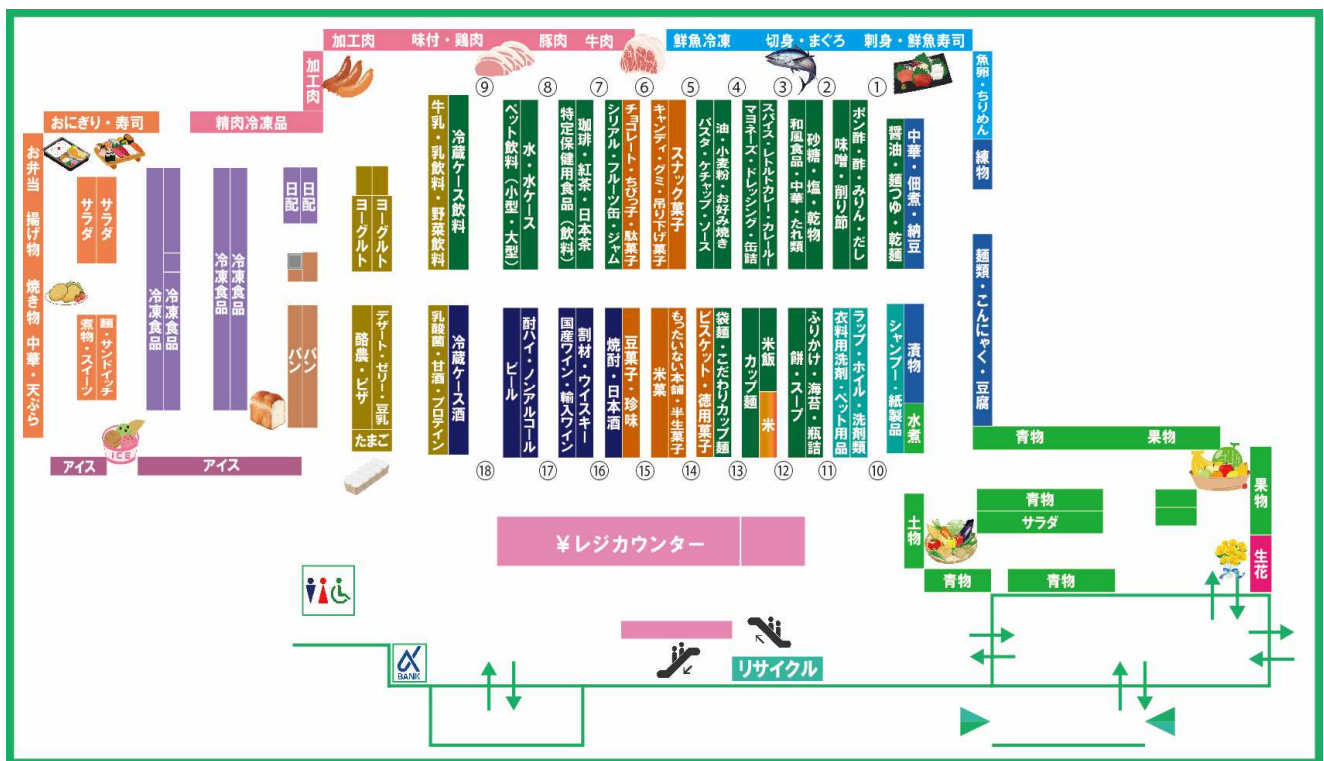 加工肉
味付・鶏肉
豚肉
牛肉
鮮魚冷凍
切身・まぐろ
刺身・鮮魚寿司
加工肉
魚卵・ちりめん
おにぎり・寿司
精肉冷凍品
お弁当
揚げ物
焼き物
中華・天ぷら
サラダ
サラダ
麺・サンドイッチ
煮物・スイーツ
冷凍食品
冷凍食品
冷凍食品
冷凍食品
日配
日配
パン
パン
ヨーグルト
ヨーグルト
デザート・ゼリー・豆乳
酪農・ピザ
たまご
アイス
アイス
ICE
⑨
⑧
⑦
⑥
⑤
④
③
②
①
牛乳・乳飲料・野菜飲料
冷蔵ケース飲料
ペット飲料（小型・大型）
水・水ケース
特定保健用食品（飲料）
珈琲・紅茶・日本茶
シリアル・フルーツ缶・ジャム
チョコレート・ちびっ子・駄菓子
キャンディ・グミ・吊り下げ菓子
スナック菓子
パスタ・ケチャップ・ソース
油・小麦粉・お好み焼き
マヨネーズ・ドレッシング・缶詰
スパイス・レトルトカレー・カレールー
和風食品・中華・たれ類
砂糖・塩・乾物
味噌・削り節
ポン酢・酢・みりん・だし
醤油・麺つゆ・乾麺
中華・佃煮・納豆
練物
麺類・こんにゃく・豆腐
乳酸菌・甘酒・プロテイン
冷蔵ケース酒
ビール
酎ハイ・ノンアルコール
国産ワイン・輸入ワイン
割材・ウイスキー
焼酎・日本酒
豆菓子・珍味
米菓
もったいない本舗・半生菓子
ビスケット・徳用菓子
袋麺・こだわりカップ麺
カップ麺
米飯
米
餅・スープ
ふりかけ・海苔・瓶詰
衣料用洗剤・ペット用品
ラップ・ホイル・洗剤類
シャンプー・紙製品
漬物
水煮
⑱
⑰
⑯
⑮
⑭
⑬
⑫
⑪
⑩
青物
果物
果物
青物
サラダ
土物
生花
青物
青物
￥レジカウンター
BANK
リサイクル